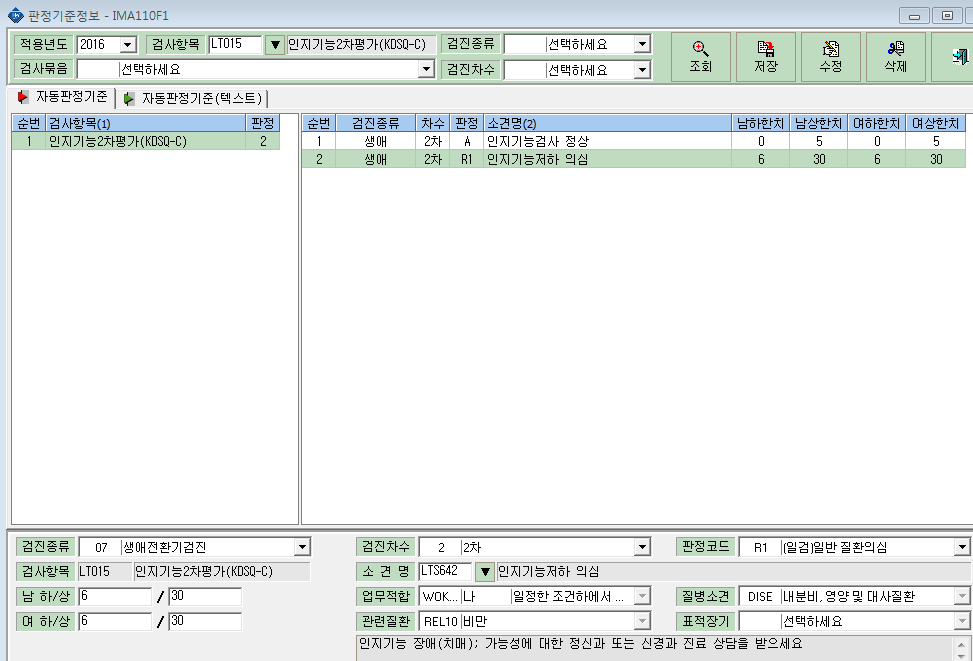 판정기준정보 - IMA110F1
적용년도 2016 검사항목 LT015 인지기능2차평가(KDSQ-C) 검진종류 선택하세요
검사묶음 선택하세요 검진차수 선택하세요
조회 저장 수정 삭제
자동판정기준 자동판정기준(텍스트)
순번 검사항목(1) 판정 순번 검진종류 차수 판정 소견명(2) 남하한치 남상한치 여하한치 여상한치
1 인지기능2차평가(KDSQ-C) 2 1 생애 2차 A 인지기능검사 정상 0 5 0 5
2 생애 2차 R1 인지기능저하 의심 6 30 6 30
검진종류 07 생애전환기검진 검진차수 2 2차 판정코드 R1 (일검)일반 질환의심
검사항목 LT015 인지기능2차평가(KDSQ-C) 소 견 명 LTS642 인지기능저하 의심
남 하/상 6 / 30 업무적합 WOK... 나 일정한 조건하에서 ... 질병소견 DISE 내분비, 영양 및 대사질환
여 하/상 6 / 30 관련질환 REL10 비만 표적장기 선택하세요
인지기능 장애(치매); 가능성에 대한 정신과 또는 신경과 진료 상담을 받으세요